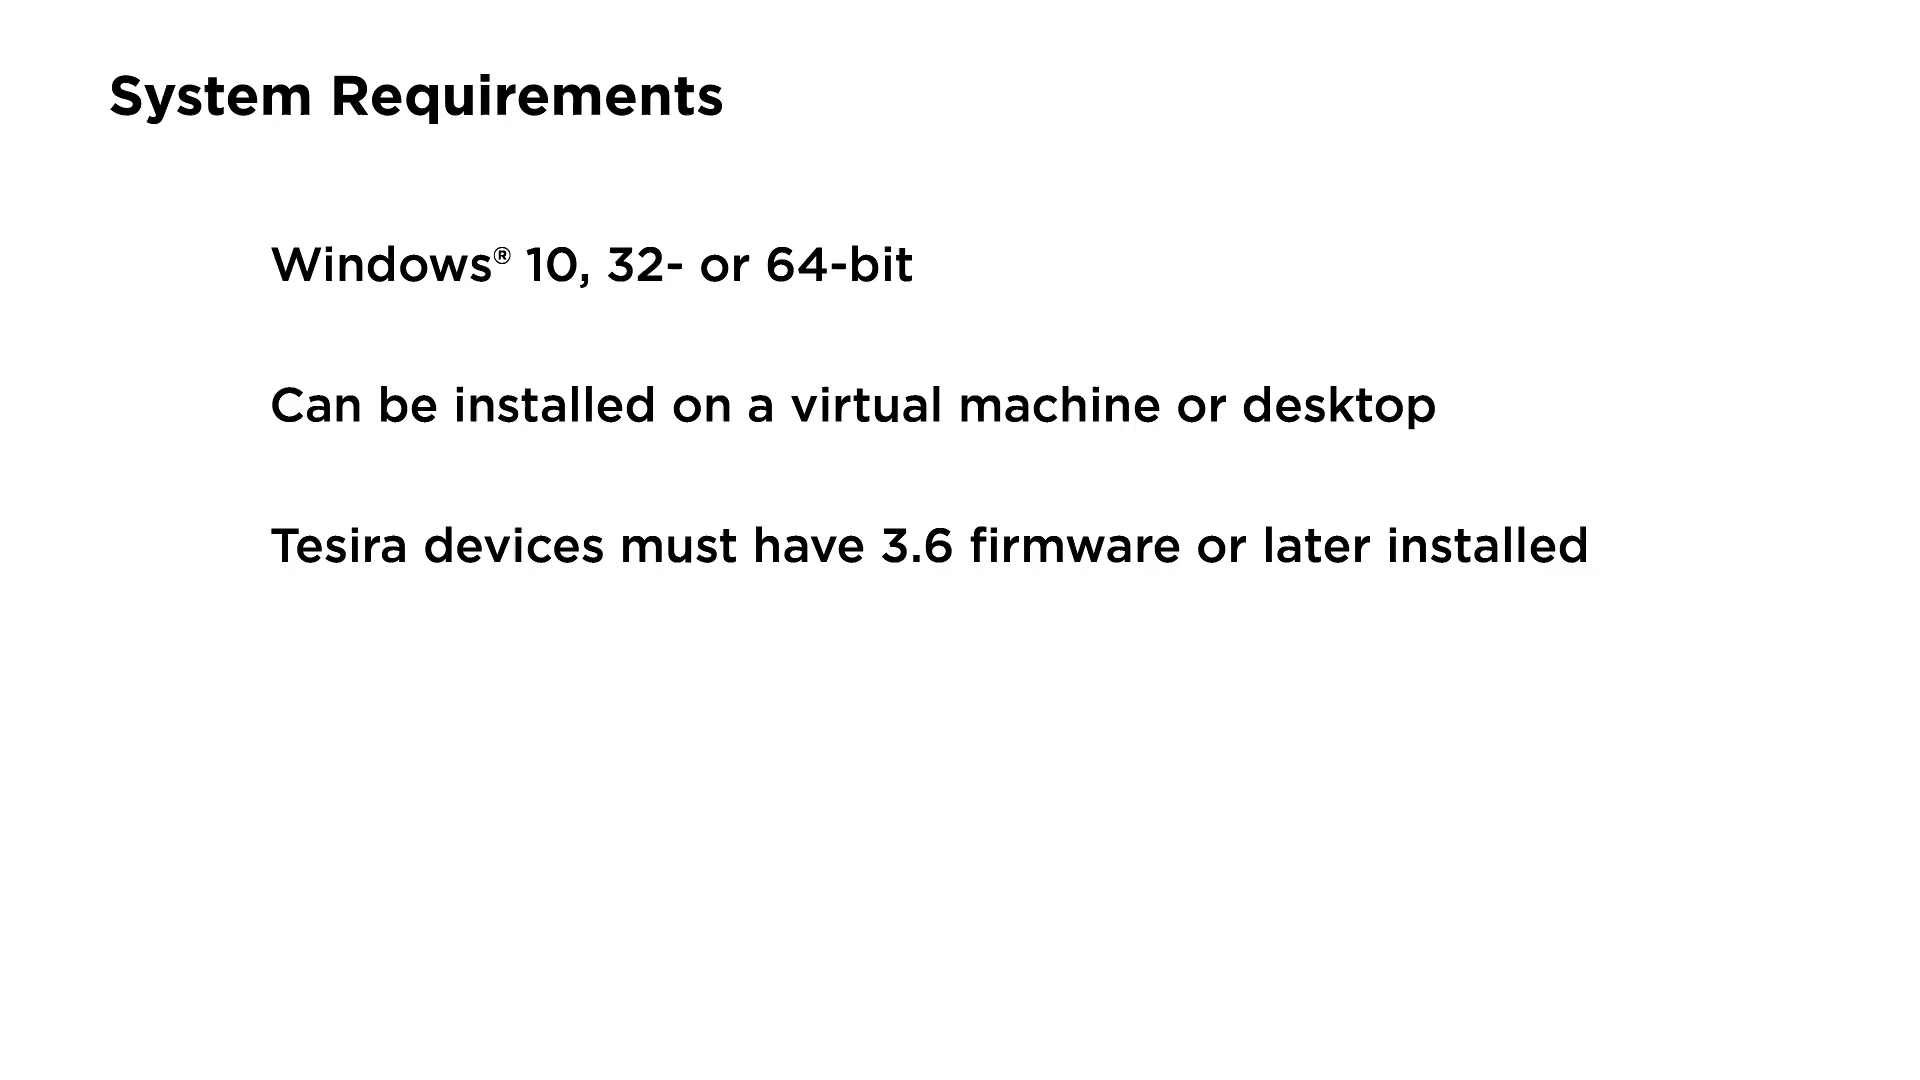 System Requirements
Windows® 10, 32- or 64-bit
Can be installed on a virtual machine or desktop
Tesira devices must have 3.6 firmware or later installed